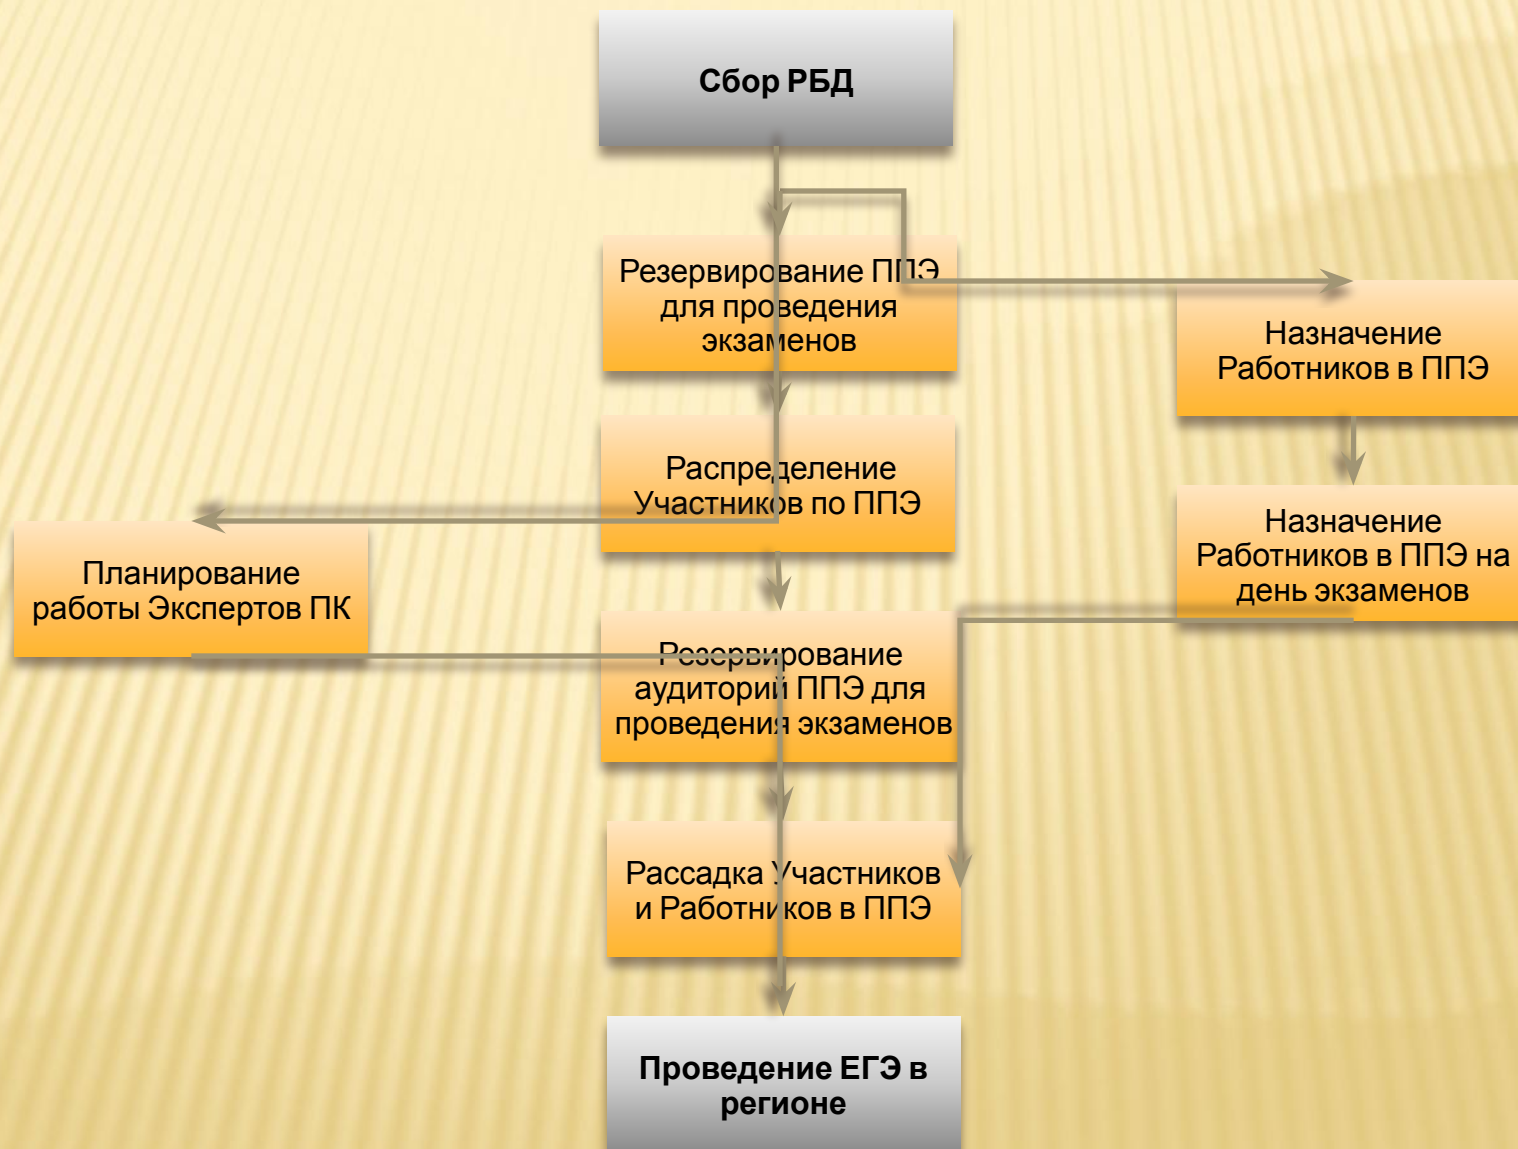 Сбор РБД
Резервирование ППЭ
для проведения
экзаменов
Назначение
Работников в ППЭ
Распределение
Участников по ППЭ
Планирование
работы Экспертов ПК
Назначение
Работников в ППЭ на
день экзаменов
Резервирование
аудиторий ППЭ для
проведения экзаменов
Рассадка Участников
и Работников в ППЭ
Проведение ЕГЭ в
регионе